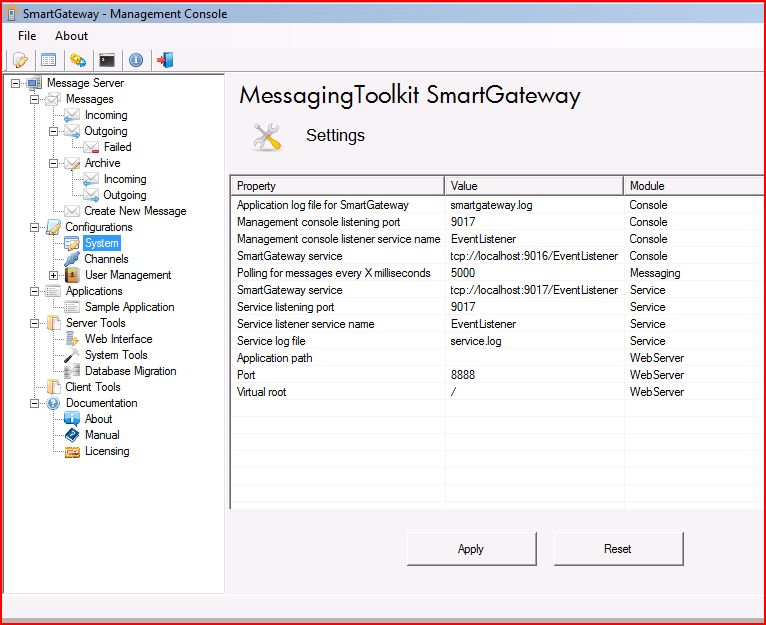 SmartGateway - Management Console
File About
Message Server
Messages
Incoming
Outgoing
Failed
Archive
Incoming
Outgoing
Create New Message
Configurations
System
Channels
User Management
Applications
Sample Application
Server Tools
Web Interface
System Tools
Database Migration
Client Tools
Documentation
About
Manual
Licensing
MessagingToolkit SmartGateway
Settings
Property Value Module
Application log file for SmartGateway smartgateway.log Console
Management console listening port 9017 Console
Management console listener service name EventListener Console
SmartGateway service tcp://localhost:9016/EventListener Console
Polling for messages every X milliseconds 5000 Messaging
SmartGateway service tcp://localhost:9017/EventListener Service
Service listening port 9017 Service
Service listener service name EventListener Service
Service log file service.log Service
Application path WebServer
Port 8888 WebServer
Virtual root / WebServer
Apply Reset